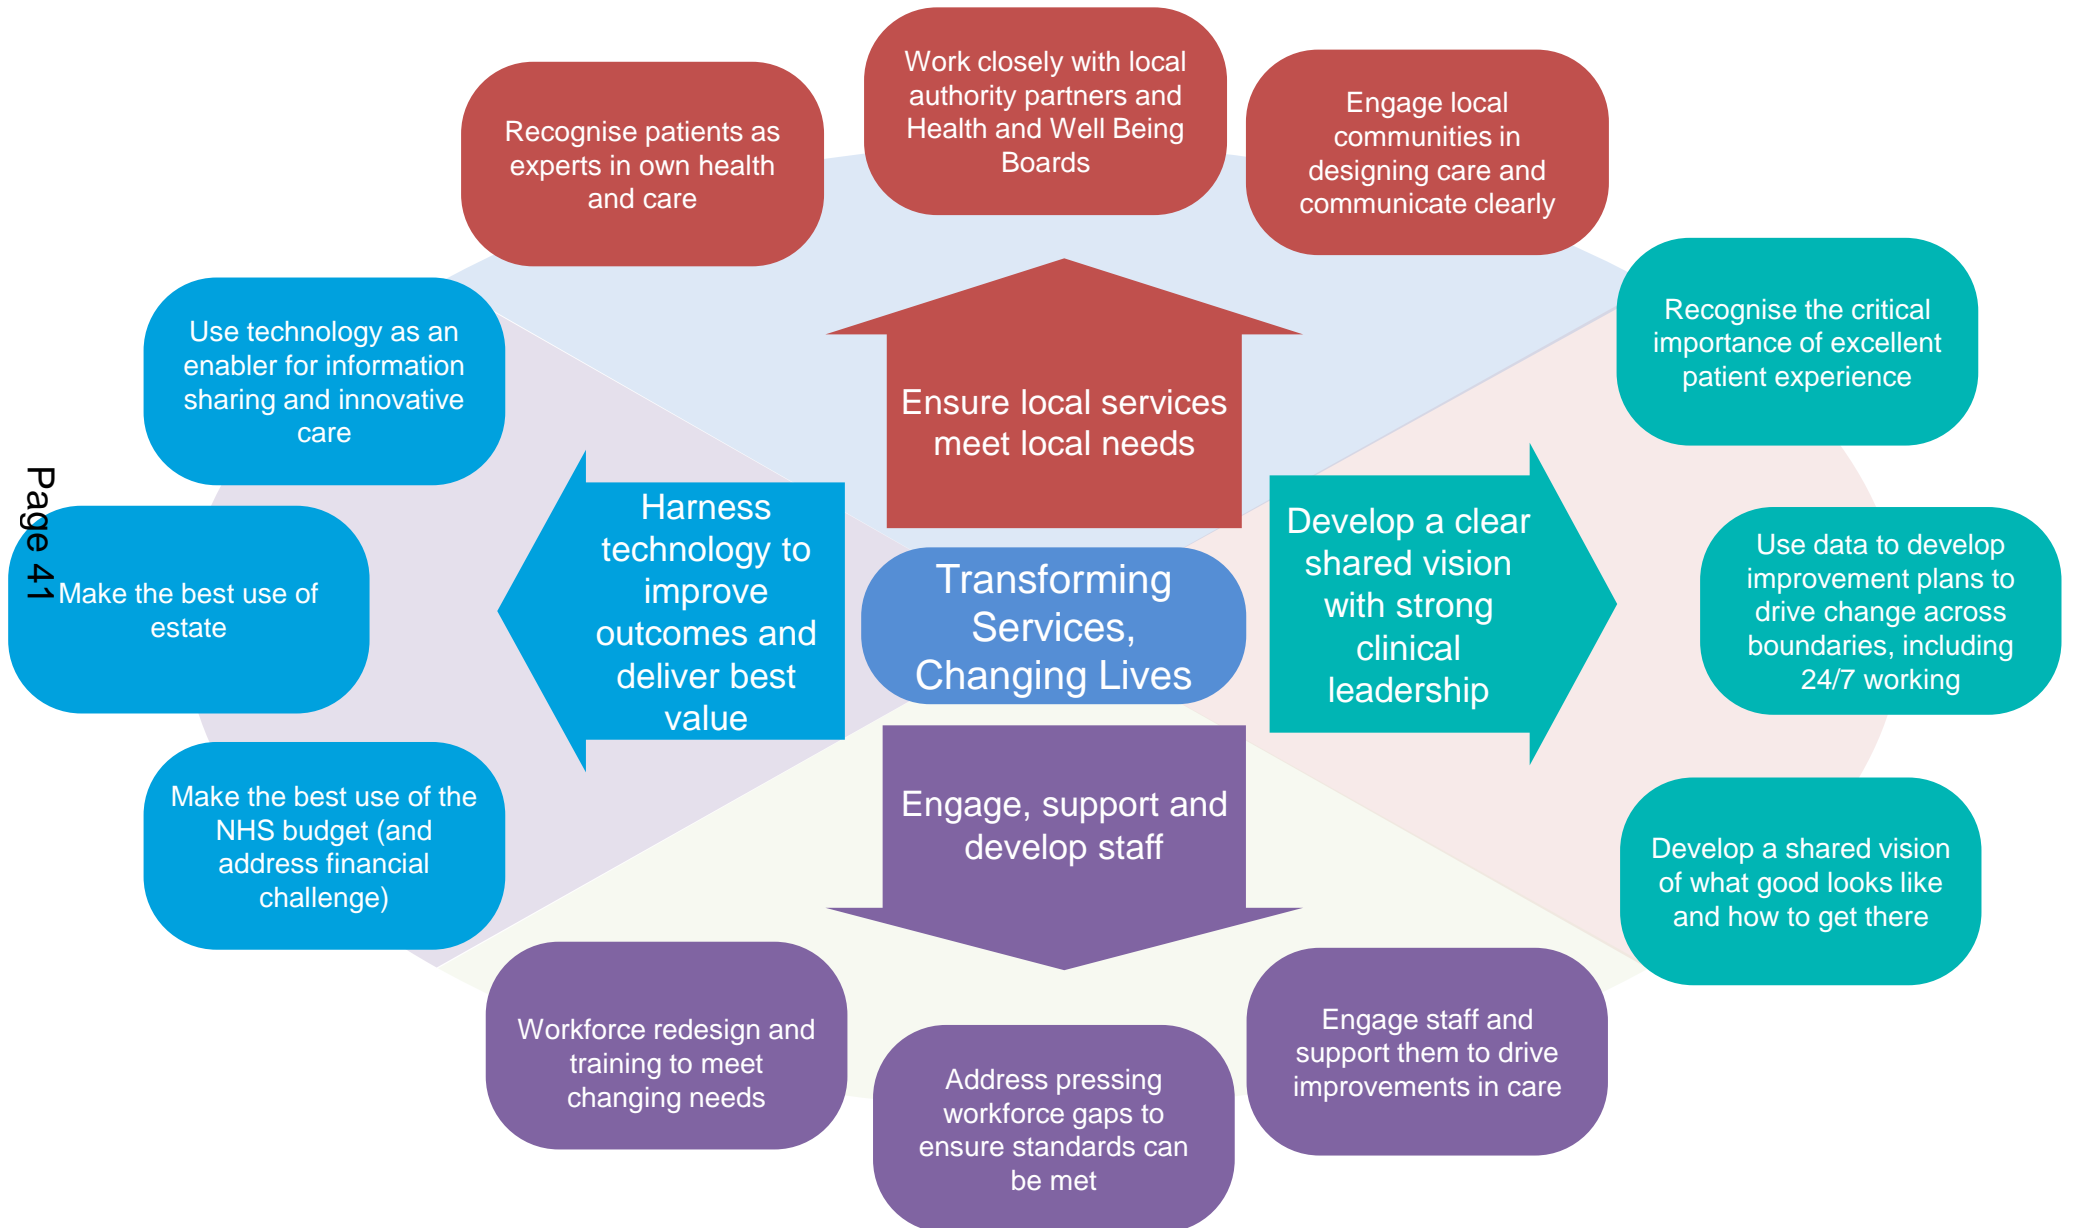 Work closely with local
authority partners and
Health and Well Being
Boards
Recognise patients as
experts in own health
and care
Engage local
communities in
designing care and
communicate clearly
Use technology as an
enabler for information
sharing and innovative
care
Recognise the critical
importance of excellent
patient experience
Ensure local services
meet local needs
Page 41
Make the best use of
estate
Harness
technology to
improve
outcomes and
deliver best
value
Transforming
Services,
Changing Lives
Develop a clear
shared vision
with strong
clinical
leadership
Use data to develop
improvement plans to
drive change across
boundaries, including
24/7 working
Make the best use of the
NHS budget (and
address financial
challenge)
Engage, support and
develop staff
Develop a shared vision
of what good looks like
and how to get there
Workforce redesign and
training to meet
changing needs
Address pressing
workforce gaps to
ensure standards can
be met
Engage staff and
support them to drive
improvements in care